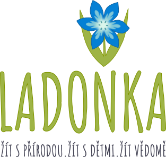 LADONKA
ŽÍT S PŘÍRODOU.ŽÍT S DĚTMI.ŽÍT VĚDOMĚ